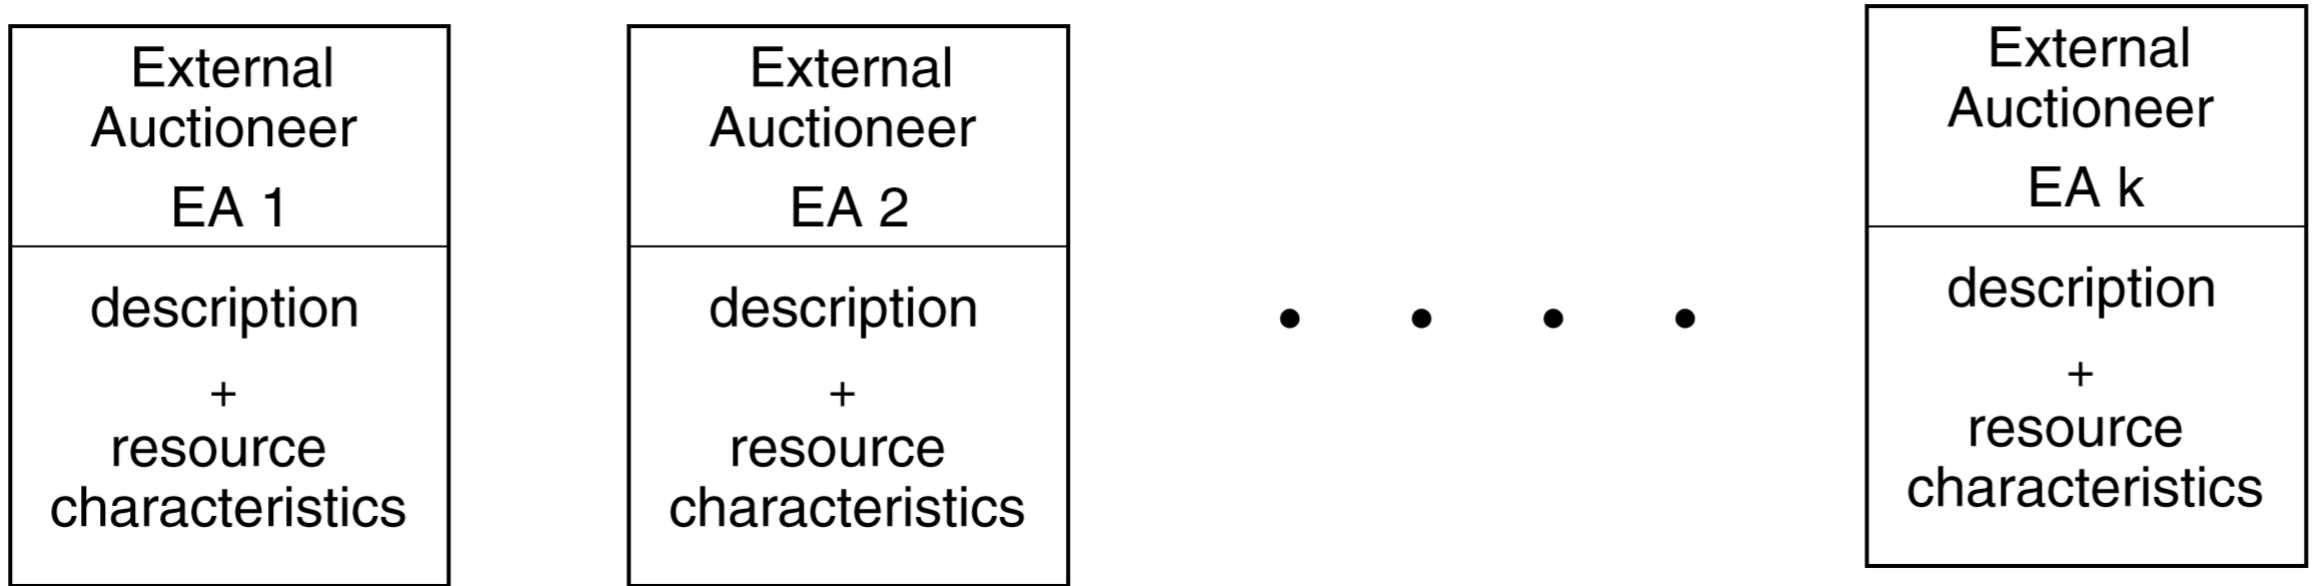 External
Auctioneer
EA 1
description
+
resource
characteristics
External
Auctioneer
EA 2
description
+
resource
characteristics
. . . .
External
Auctioneer
EA k
description
+
resource
characteristics